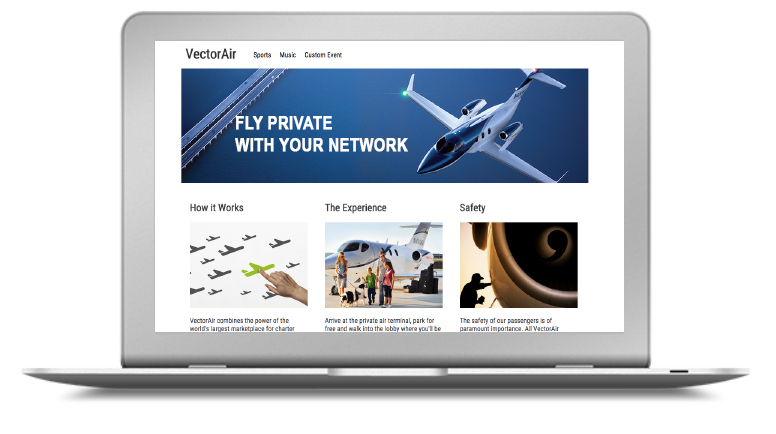 VectorAir Sports Music Custom Event
FLY PRIVATE
WITH YOUR NETWORK
How it Works
The Experience
Safety
VectorAir combines the power of the
world's largest marketplace for charter
Arrive at the private air terminal, park for
free and walk into the lobby where you'll be
The safety of our passengers is of
paramount importance. All VectorAir